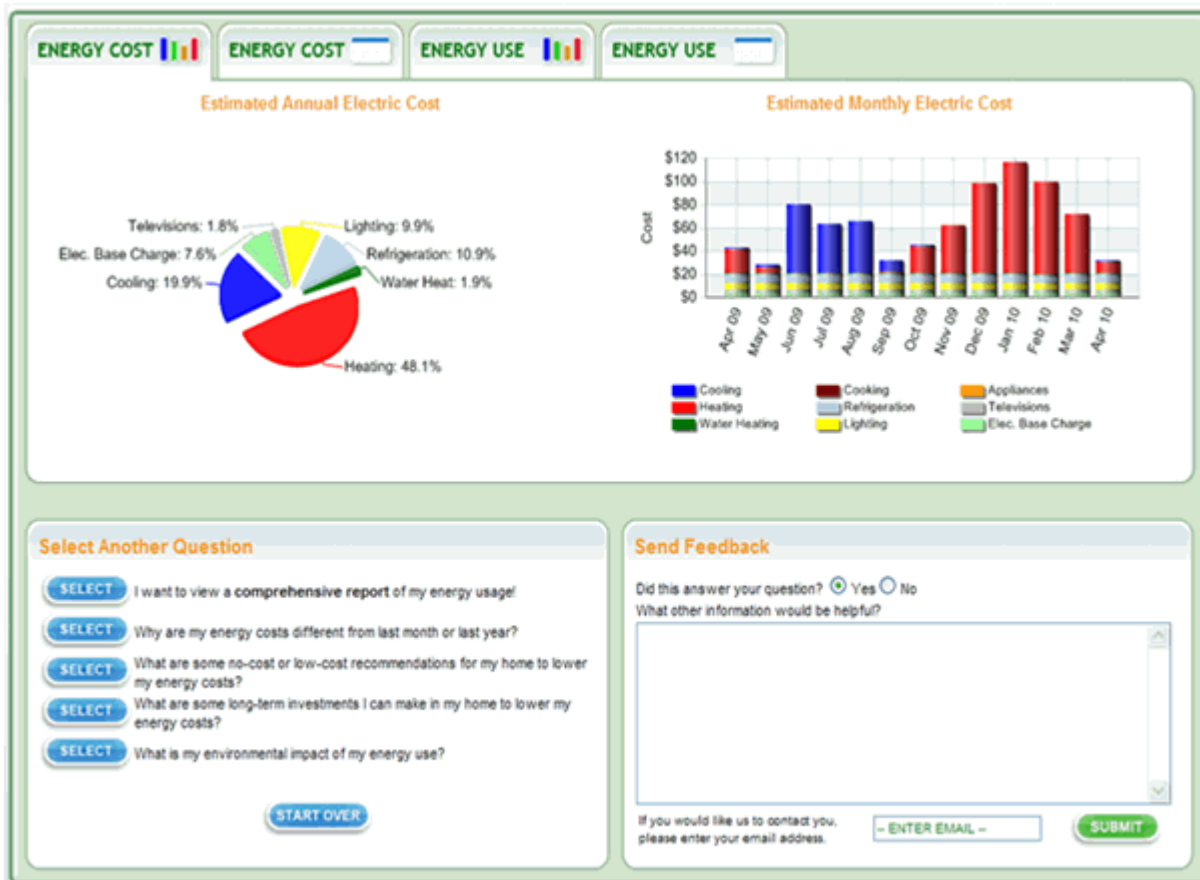 ENERGY COST
ENERGY COST
ENERGY USE
ENERGY USE
Estimated Annual Electric Cost
Televisions: 1.8%
Lighting: 9.9%
Elec. Base Charge: 7.6%
Refrigeration: 10.9%
Cooling: 19.9%
Water Heat: 1.9%
Heating: 48.1%
Estimated Monthly Electric Cost
Cost
$120
$100
$80
$60
$40
$20
$0
Apr 09
May 09
Jun 09
Jul 09
Aug 09
Sep 09
Oct 09
Nov 09
Dec 09
Jan 10
Feb 10
Mar 10
Apr 10
Cooling
Cooking
Appliances
Heating
Refrigeration
Televisions
Water Heating
Lighting
Elec. Base Charge
Select Another Question
SELECT I want to view a comprehensive report of my energy usage!
SELECT Why are my energy costs different from last month or last year?
SELECT What are some no-cost or low-cost recommendations for my home to lower
my energy costs?
SELECT What are some long-term investments I can make in my home to lower my
energy costs?
SELECT What is my environmental impact of my energy use?
START OVER
Send Feedback
Did this answer your question? Yes No
What other information would be helpful?
If you would like us to contact you,
please enter your email address.
-- ENTER EMAIL --
SUBMIT